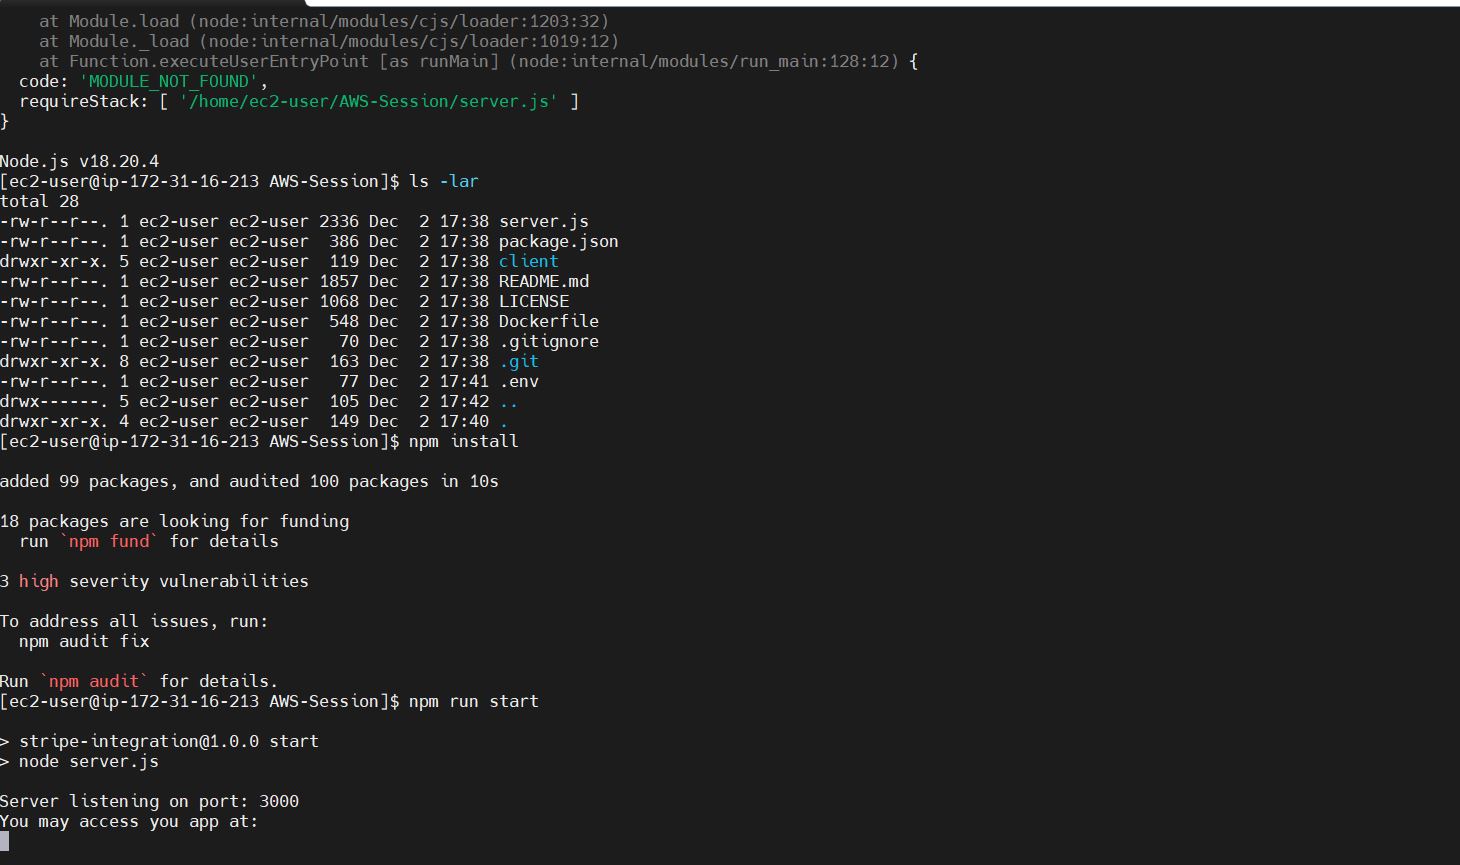 at Module.load (node:internal/modules/cjs/loader:1203:32)
at Module._load (node:internal/modules/cjs/loader:1019:12)
at Function.executeUserEntryPoint [as runMain] (node:internal/modules/run_main:128:12) {
code: 'MODULE_NOT_FOUND',
requireStack: [ '/home/ec2-user/AWS-Session/server.js' ]
}
Node.js v18.20.4
[ec2-user@ip-172-31-16-213 AWS-Session]$ ls -lar
total 28
-rw-r--r--. 1 ec2-user ec2-user 2336 Dec  2 17:38 server.js
-rw-r--r--. 1 ec2-user ec2-user  386 Dec  2 17:38 package.json
drwxr-xr-x. 5 ec2-user ec2-user  119 Dec  2 17:38 client
-rw-r--r--. 1 ec2-user ec2-user 1857 Dec  2 17:38 README.md
-rw-r--r--. 1 ec2-user ec2-user 1068 Dec  2 17:38 LICENSE
-rw-r--r--. 1 ec2-user ec2-user  548 Dec  2 17:38 Dockerfile
-rw-r--r--. 1 ec2-user ec2-user   70 Dec  2 17:38 .gitignore
drwxr-xr-x. 8 ec2-user ec2-user  163 Dec  2 17:38 .git
-rw-r--r--. 1 ec2-user ec2-user   77 Dec  2 17:41 .env
drwx------. 5 ec2-user ec2-user  105 Dec  2 17:42 ..
drwxr-xr-x. 4 ec2-user ec2-user  149 Dec  2 17:40 .
[ec2-user@ip-172-31-16-213 AWS-Session]$ npm install
added 99 packages, and audited 100 packages in 10s
18 packages are looking for funding
run `npm fund` for details
3 high severity vulnerabilities
To address all issues, run:
npm audit fix
Run `npm audit` for details.
[ec2-user@ip-172-31-16-213 AWS-Session]$ npm run start
> stripe-integration@1.0.0 start
> node server.js
Server listening on port: 3000
You may access you app at: